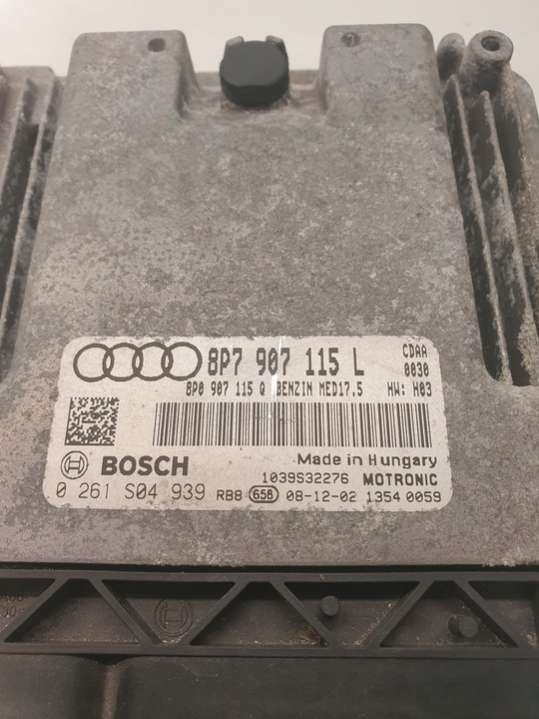 8P7 907 115 L CDAA 0030
8P0 907 115 Q BENZIN MED17.5 HW: H03
BOSCH Made in Hungary
1039S32276 MOTRONIC
0 261 S04 939 RBB 658 08-12-02 1354 0059